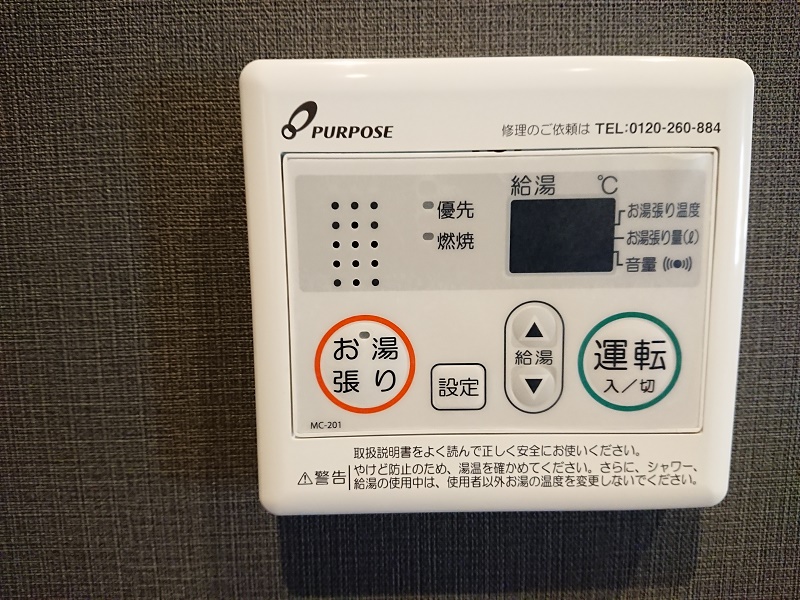 PURPOSE
修理のご依頼は TEL:0120-260-884
給湯 ℃
優先
燃焼
お湯張り温度
お湯張り量(ℓ)
音量
お湯
張り
設定
▲
給湯
▼
運転
入／切
MC-201
取扱説明書をよく読んで正しく安全にお使いください。
⚠警告
やけど防止のため、湯温を確かめてください。さらに、シャワー、
給湯の使用中は、使用者以外お湯の温度を変更しないでください。